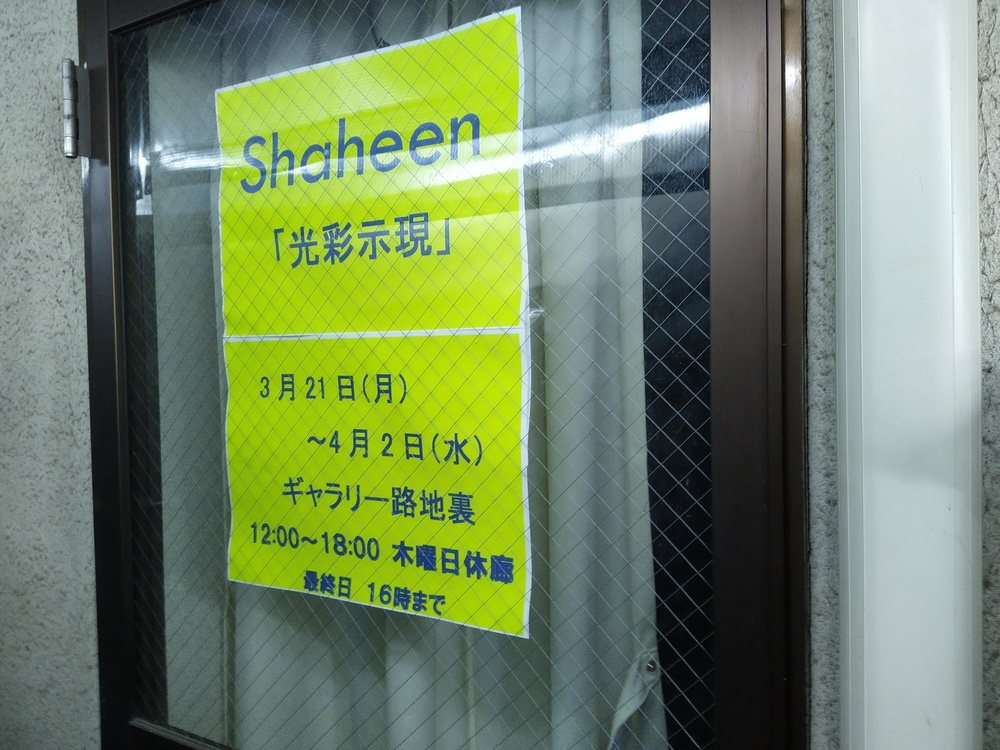 Shaheen
「光彩示現」
3月21日(月)
～4月2日(水)
ギャラリー路地裏
12:00～18:00 木曜日休廊
最終日 16時まで